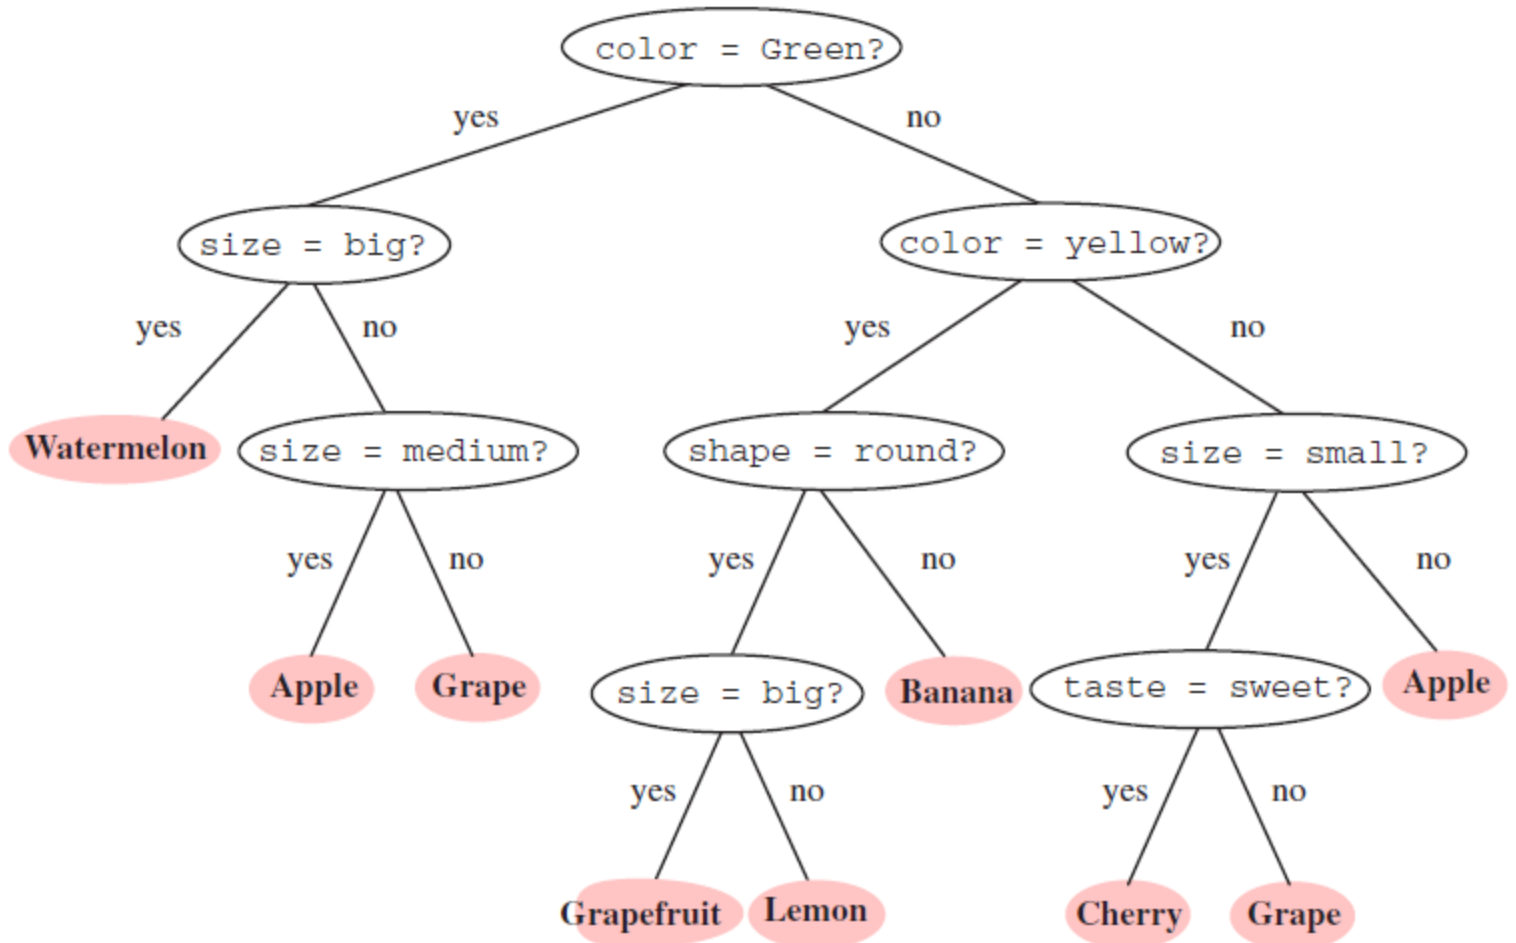 color = Green?
yes
no
size = big?
color = yellow?
yes
no
yes
no
Watermelon
size = medium?
shape = round?
size = small?
yes
no
yes
no
yes
no
Apple
Grape
size = big?
Banana
taste = sweet?
Apple
yes
no
yes
no
Grapefruit
Lemon
Cherry
Grape